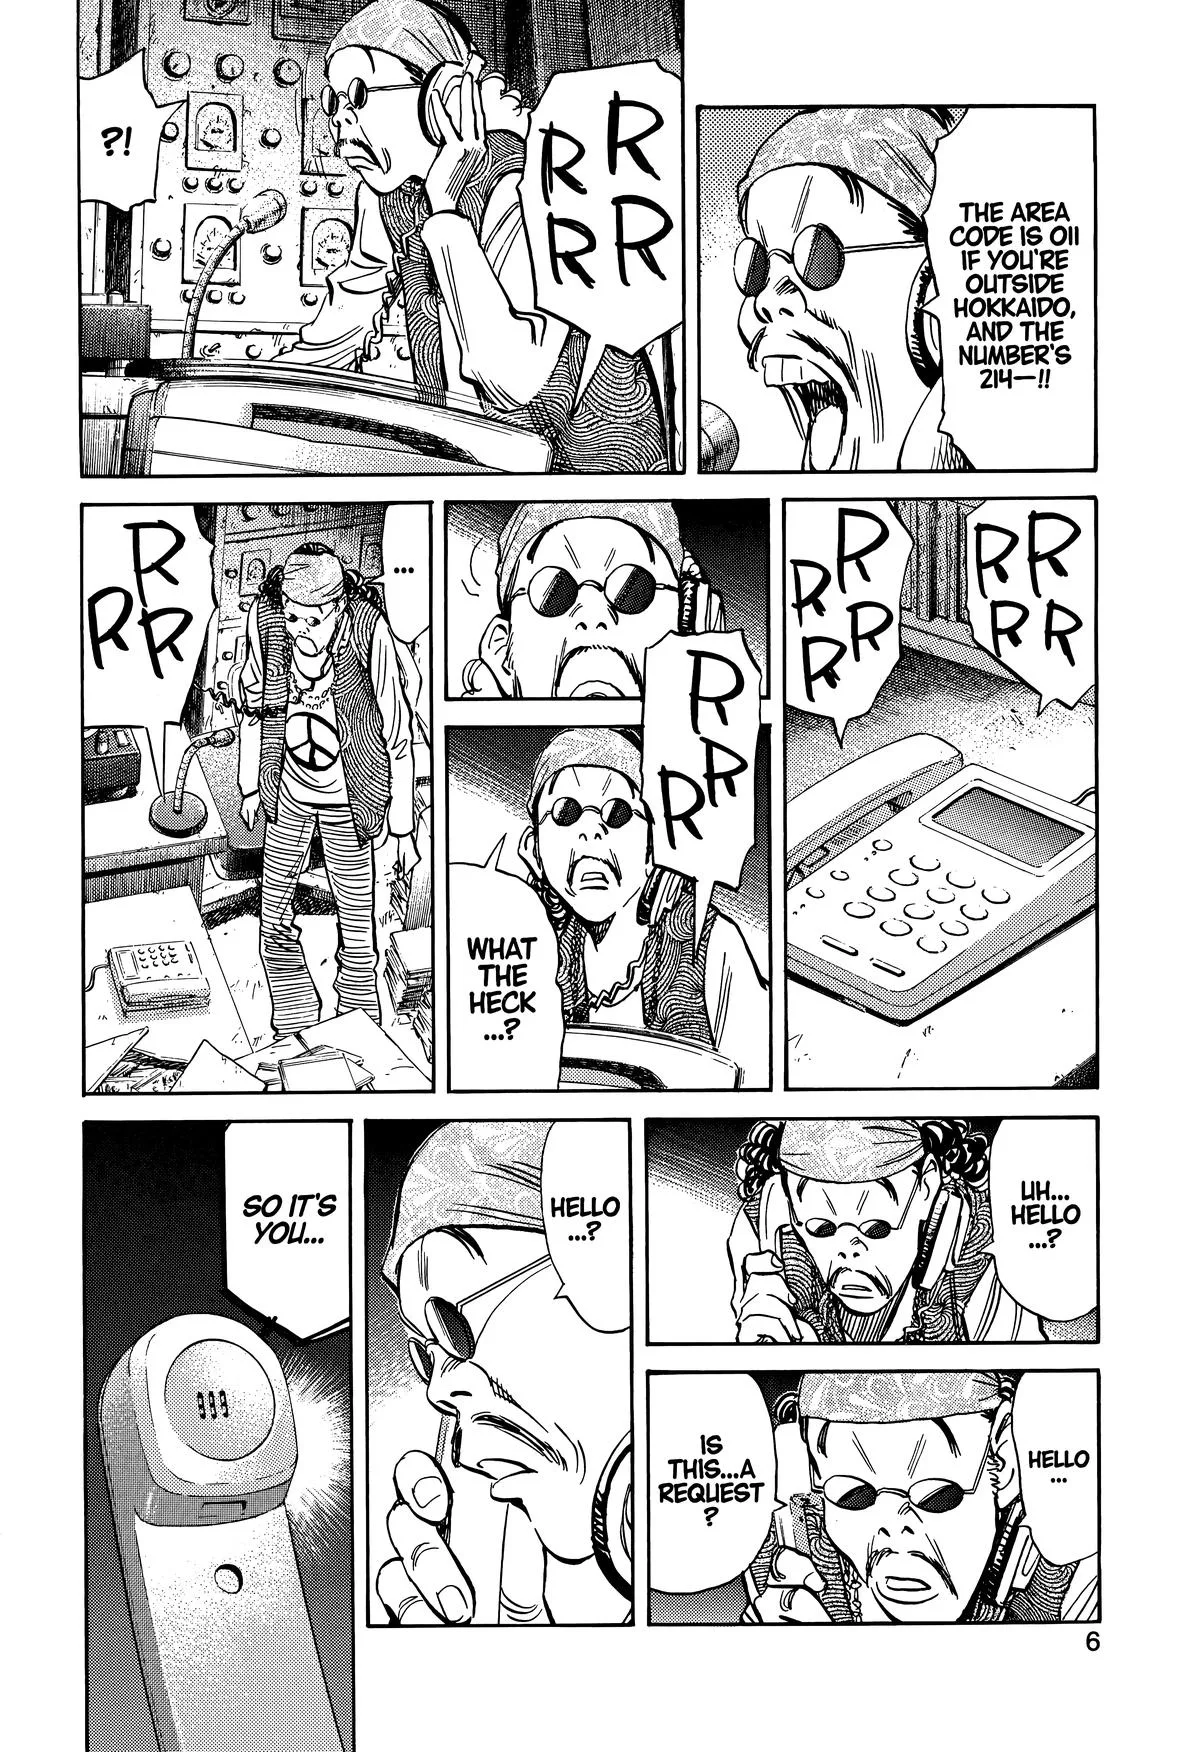 THE AREA
CODE IS 011
IF YOU'RE
OUTSIDE
HOKKAIDO,
AND THE
NUMBER'S
214—!!
R
R
R
R
?!
RR
R
R
R
R
R
R
R
R
R
R
WHAT
THE
HECK
...?
...
R
R
R
UH...
HELLO
...?
HELLO
...
IS
THIS...A
REQUEST
?
HELLO
...?
SO IT'S
YOU...
6